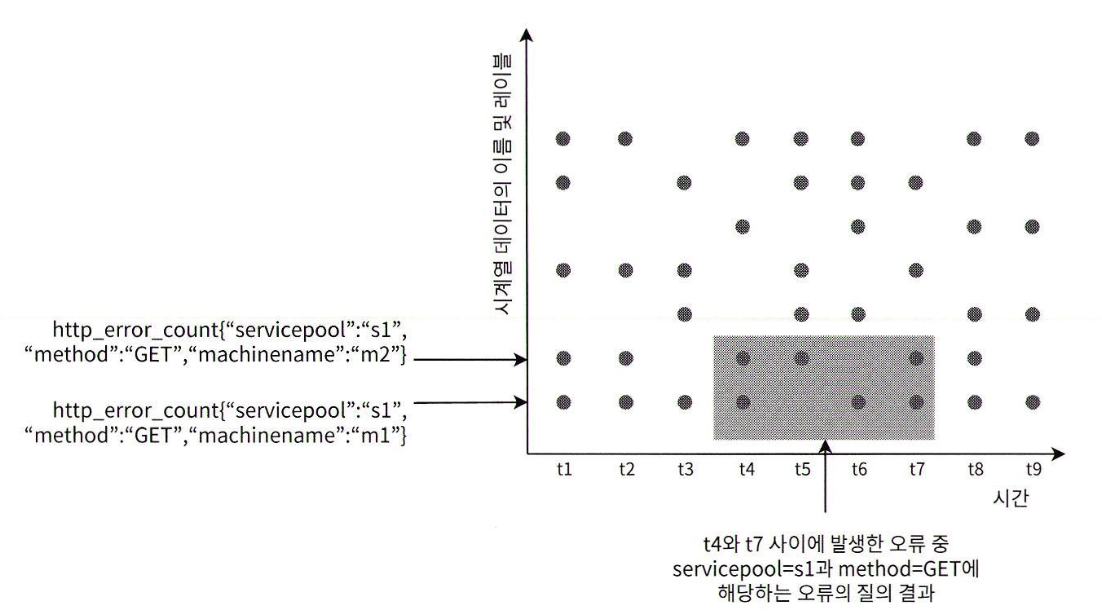 시계열 데이터의 이름 및 레이블
http_error_count{“servicepool”:“s1”,
“method”:“GET”,“machinename”:“m2”}
http_error_count{“servicepool”:“s1”,
“method”:“GET”,“machinename”:“m1”}
t1 t2 t3 t4 t5 t6 t7 t8 t9
시간
t4와 t7 사이에 발생한 오류 중
servicepool=s1과 method=GET에
해당하는 오류의 질의 결과